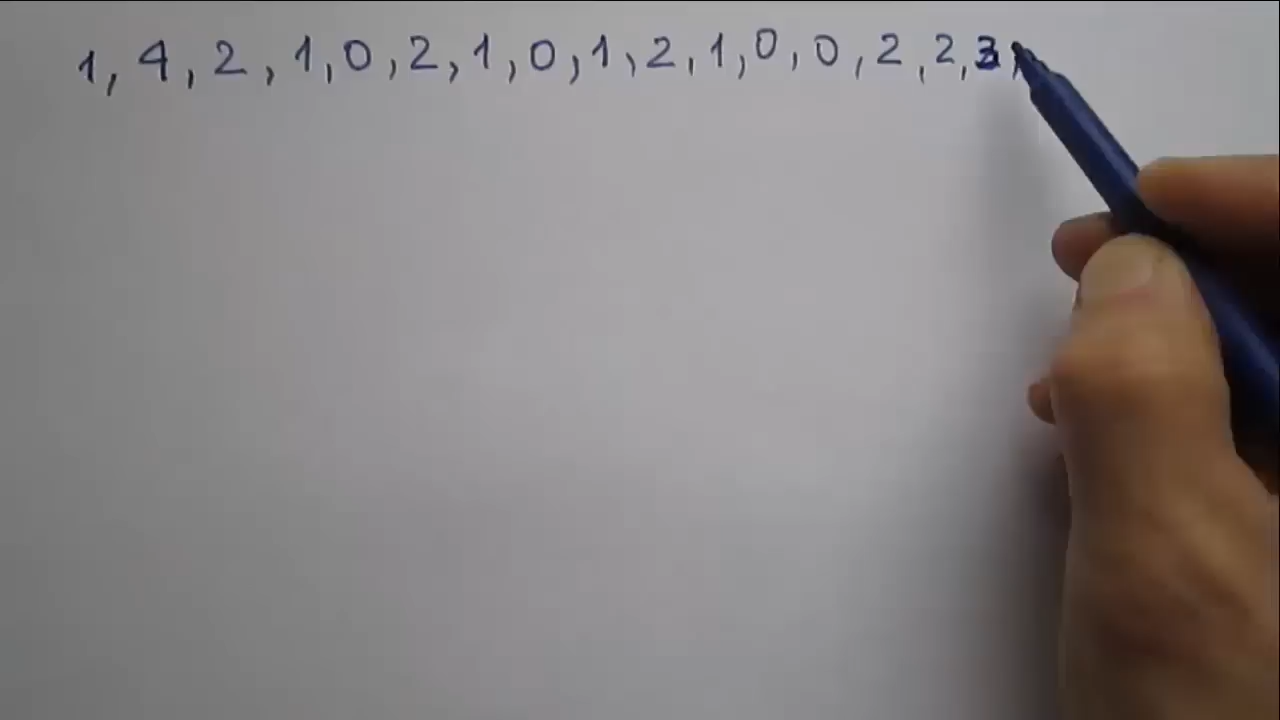 1, 4, 2, 1, 0, 2, 1, 0, 1, 2, 1, 0, 0, 2, 2, 3,